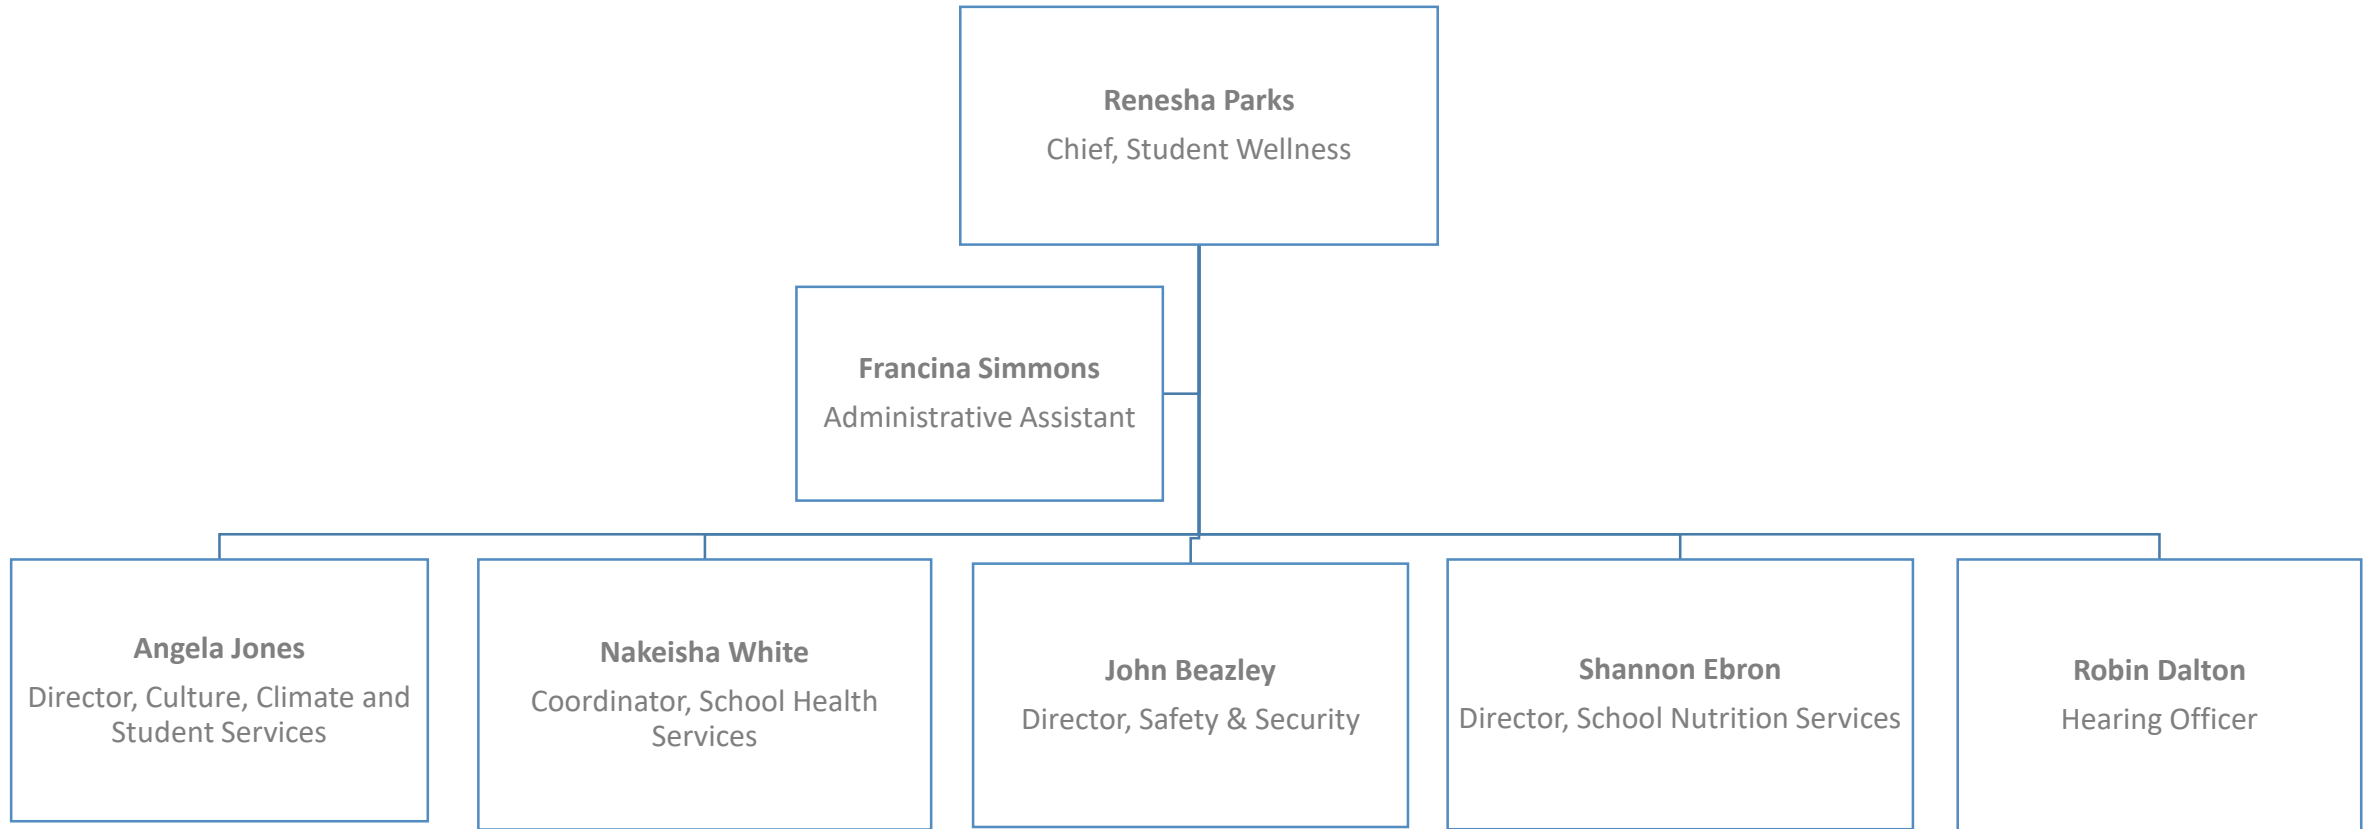 Renesha Parks
Chief, Student Wellness
Francina Simmons
Administrative Assistant
Angela Jones
Director, Culture, Climate and
Student Services
Nakeisha White
Coordinator, School Health
Services
John Beazley
Director, Safety & Security
Shannon Ebron
Director, School Nutrition Services
Robin Dalton
Hearing Officer